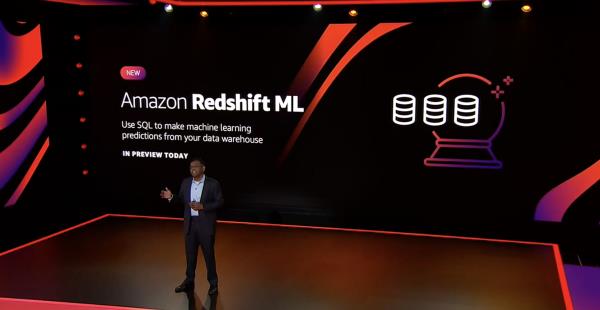 NEW
Amazon Redshift ML
Use SQL to make machine learning
predictions from your data warehouse
IN PREVIEW TODAY